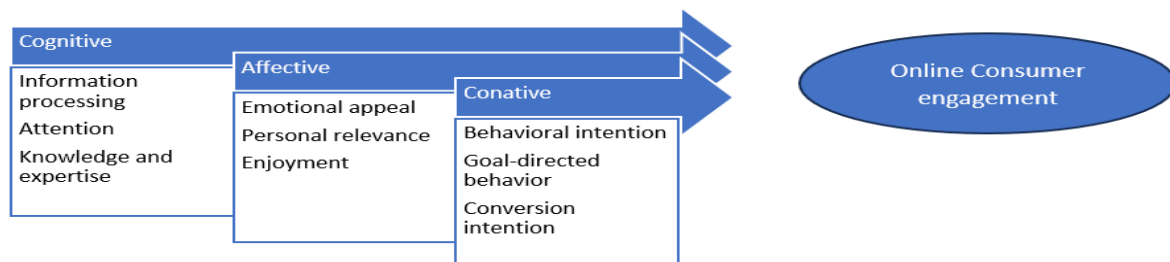 Cognitive
Information
processing
Attention
Knowledge and
expertise
Affective
Emotional appeal
Personal relevance
Enjoyment
Conative
Behavioral intention
Goal-directed
behavior
Conversion
intention
Online Consumer
engagement